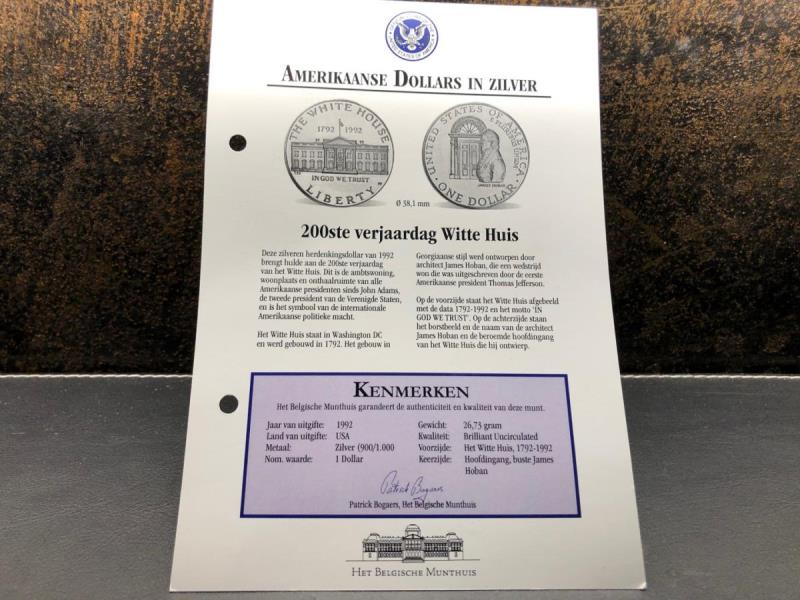 AMERIKAANSE DOLLARS IN ZILVER
THE WHITE HOUSE
1792 1992
IN GOD WE TRUST
LIBERTY
UNITED STATES OF AMERICA
E PLURIBUS UNUM
JAMES HOBAN
ONE DOLLAR
Ø 38,1 mm
200ste verjaardag Witte Huis
Deze zilveren herdenkingsdollar van 1992
brengt hulde aan de 200ste verjaardag
van het Witte Huis. Dit is de ambtswoning,
woonplaats en onthaalruimte van alle
Amerikaanse presidenten sinds John Adams,
de tweede president van de Verenigde Staten,
en is het symbool van de internationale
Amerikaanse politieke macht.
Het Witte Huis staat in Washington DC
en werd gebouwd in 1792. Het gebouw in
Georgiaanse stijl werd ontworpen door
architect James Hoban, die een wedstrijd
won die was uitgeschreven door de eerste
Amerikaanse president Thomas Jefferson.
Op de voorzijde staat het Witte Huis afgebeeld
met de data 1792-1992 en het motto 'IN
GOD WE TRUST'. Op de achterzijde staan
het borstbeeld en de naam van de architect
James Hoban en de beroemde hoofdingang
van het Witte Huis die hij ontwierp.
KENMERKEN
Het Belgische Munthuis garandeert de authenticiteit en kwaliteit van deze munt.
Jaar van uitgifte: 1992
Land van uitgifte: USA
Metaal: Zilver (900/1.000
Nom. waarde: 1 Dollar
Gewicht: 26,73 gram
Kwaliteit: Brilliant Uncirculated
Voorzijde: Het Witte Huis, 1792-1992
Keerzijde: Hoofdingang, buste James
Hoban
Patrick Bogaers
Patrick Bogaers, Het Belgische Munthuis
HET BELGISCHE MUNTHUIS